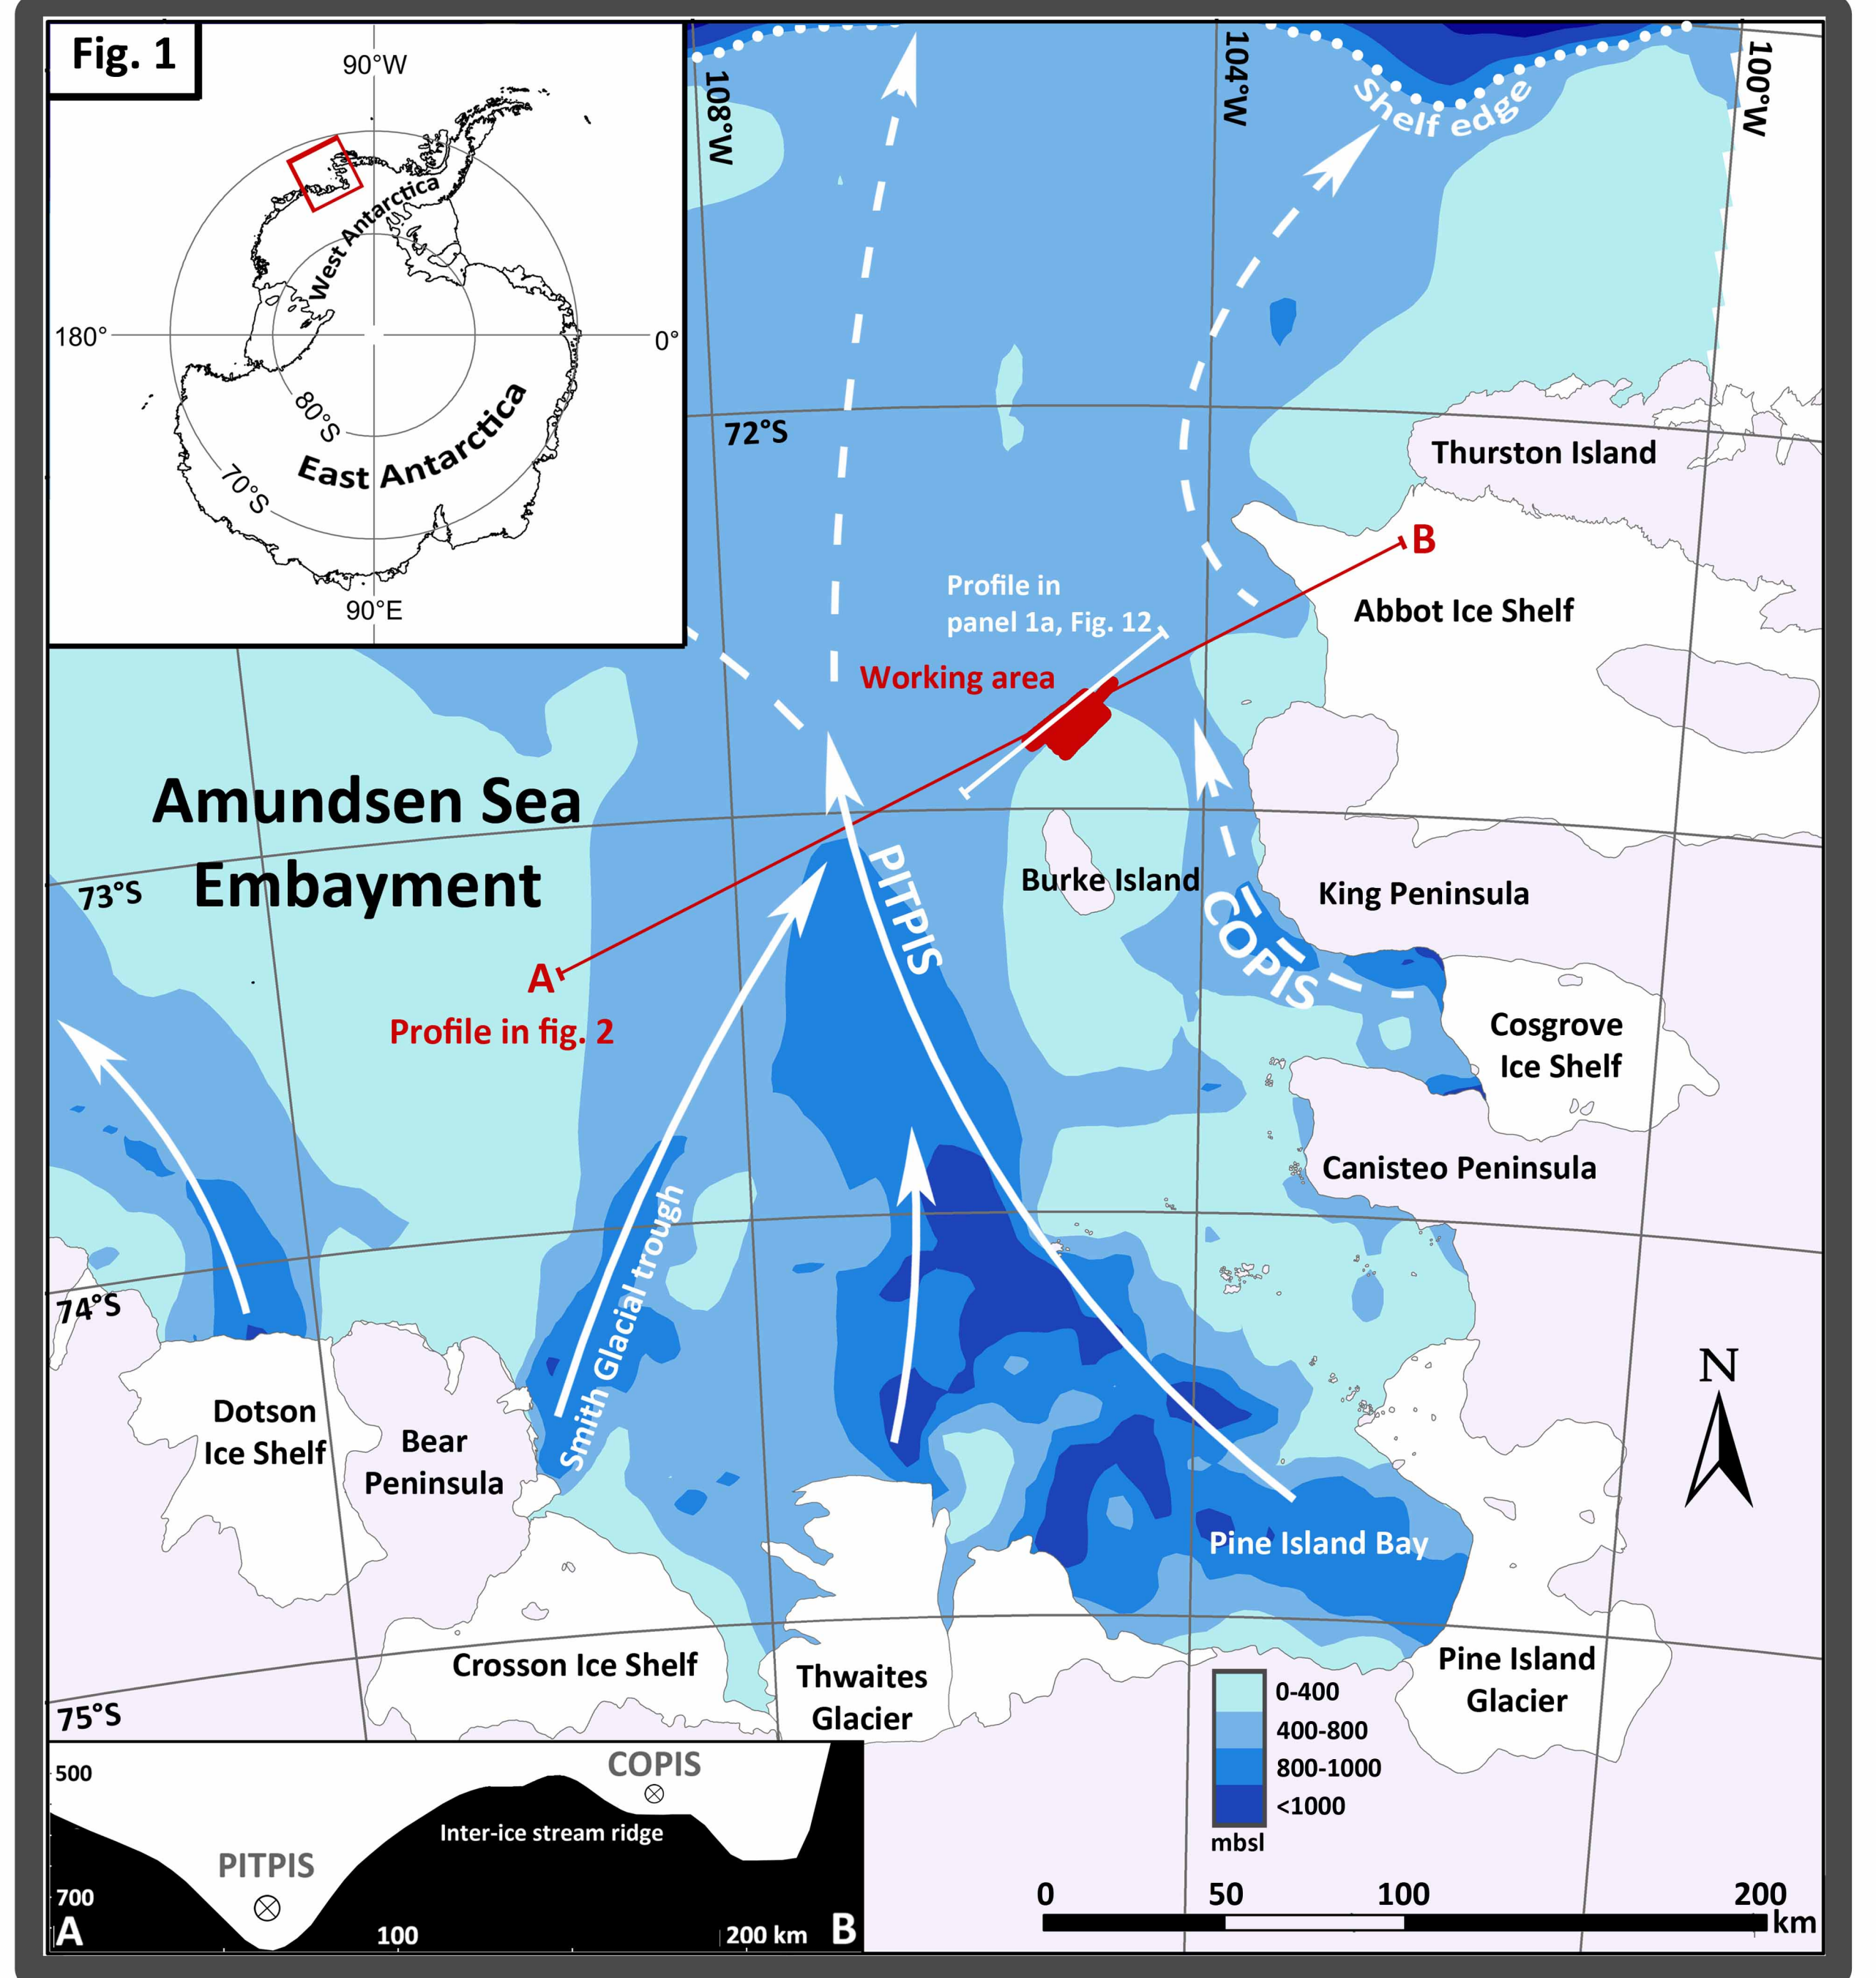 Fig. 1
90°W
180°
0°
90°E
80°S
70°S
West Antarctica
East Antarctica
108°W
104°W
100°W
Shelf edge
72°S
Thurston Island
B
Profile in
panel 1a, Fig. 12
Abbot Ice Shelf
Working area
Amundsen Sea
Embayment
73°S
PITPIS
Burke Island
COPIS
King Peninsula
A
Profile in fig. 2
Cosgrove
Ice Shelf
Canisteo Peninsula
Smith Glacial trough
74°S
N
Dotson
Ice Shelf
Bear
Peninsula
Pine Island Bay
Crosson Ice Shelf
Thwaites
Glacier
Pine Island
Glacier
75°S
0-400
400-800
800-1000
<1000
mbsl
0 50 100 200
km
500
COPIS
Inter-ice stream ridge
PITPIS
700
A 100 200 km B